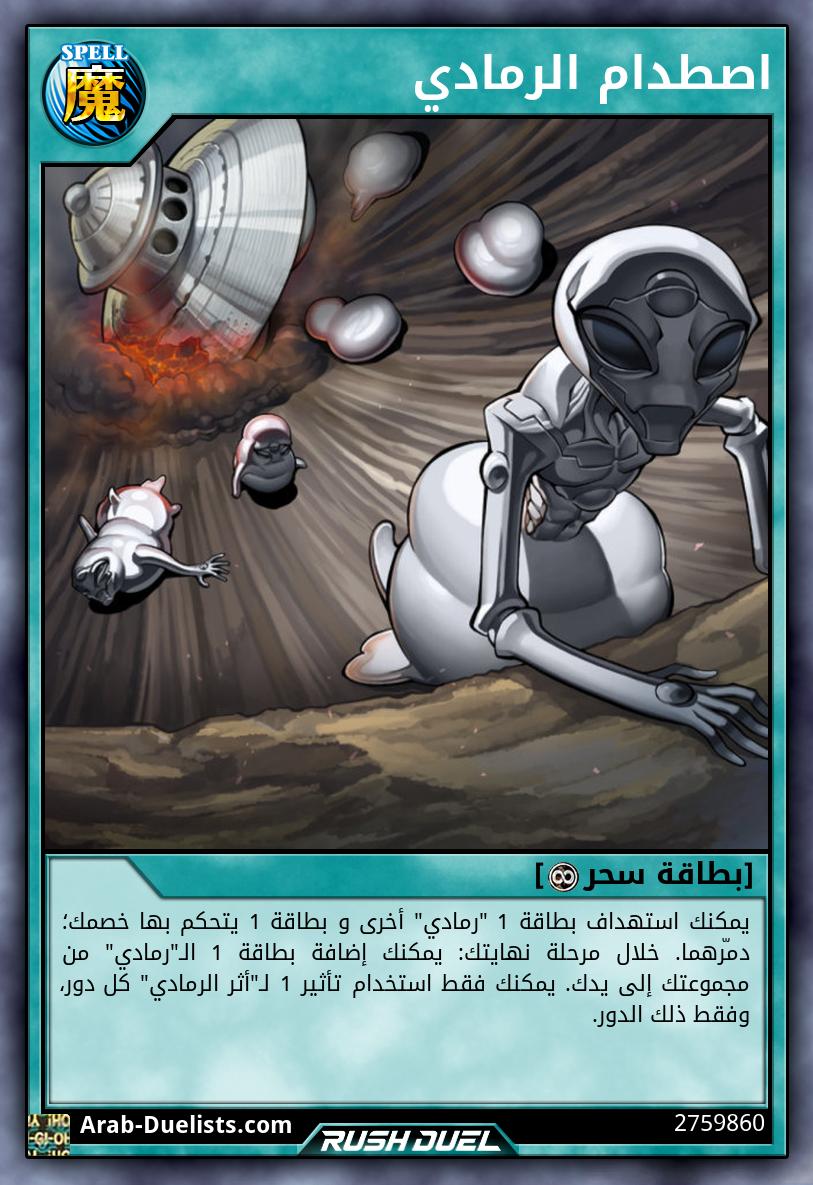 SPELL
魔
اصطدام الرمادي
[بطاقة سحر]
يمكنك استهداف بطاقة 1 "رمادي" أخرى و بطاقة 1 يتحكم بها خصمك؛
دمّرهما. خلال مرحلة نهايتك: يمكنك إضافة بطاقة 1 الـ"رمادي" من
مجموعتك إلى يدك. يمكنك فقط استخدام تأثير 1 لـ"أثر الرمادي" كل دور،
وفقط ذلك الدور.
Arab-Duelists.com
RUSH DUEL
2759860